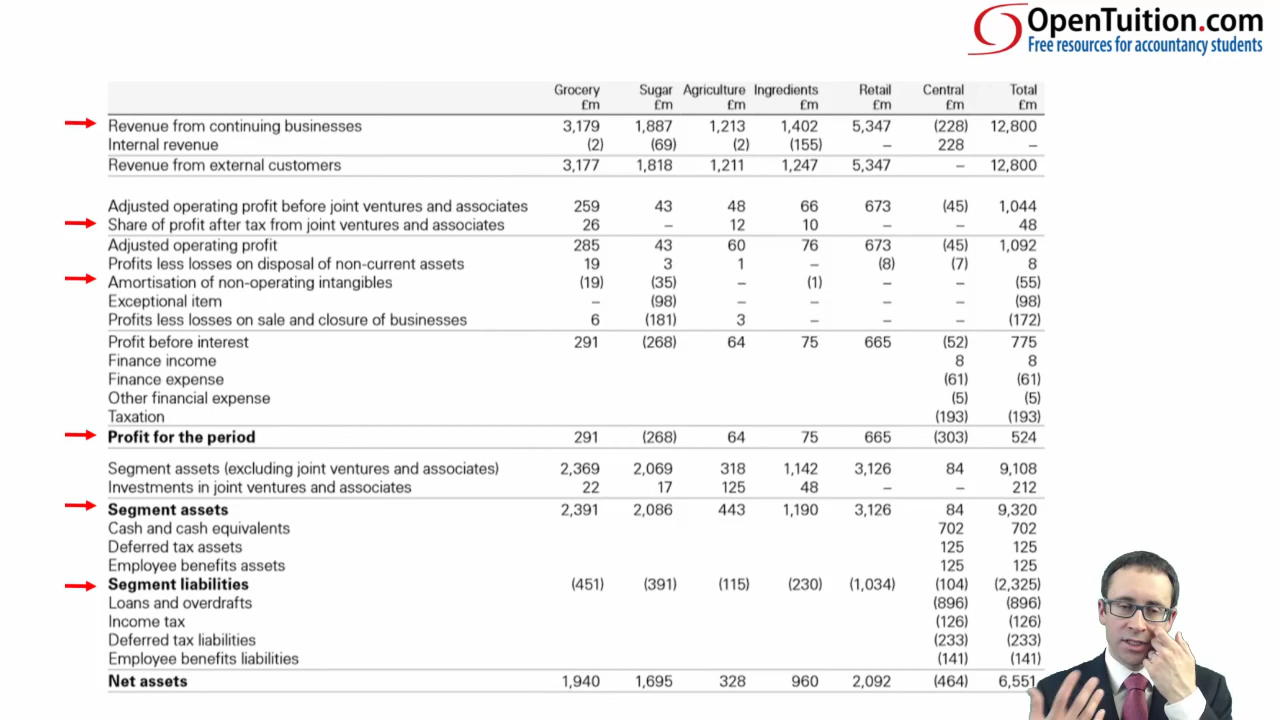 OpenTuition.com
Free resources for accountancy students
Grocery Sugar Agriculture Ingredients Retail Central Total
£m £m £m £m £m £m £m
Revenue from continuing businesses 3,179 1,887 1,213 1,402 5,347 (228) 12,800
Internal revenue (2) (69) (2) (155) – 228 –
Revenue from external customers 3,177 1,818 1,211 1,247 5,347 – 12,800
Adjusted operating profit before joint ventures and associates 259 43 48 66 673 (45) 1,044
Share of profit after tax from joint ventures and associates 26 – 12 10 – – 48
Adjusted operating profit 285 43 60 76 673 (45) 1,092
Profits less losses on disposal of non-current assets 19 3 1 – (8) (7) 8
Amortisation of non-operating intangibles (19) (35) – (1) – – (55)
Exceptional item – (98) – – – – (98)
Profits less losses on sale and closure of businesses 6 (181) 3 – – – (172)
Profit before interest 291 (268) 64 75 665 (52) 775
Finance income 8 8
Finance expense (61) (61)
Other financial expense (5) (5)
Taxation (193) (193)
Profit for the period 291 (268) 64 75 665 (303) 524
Segment assets (excluding joint ventures and associates) 2,369 2,069 318 1,142 3,126 84 9,108
Investments in joint ventures and associates 22 17 125 48 – – 212
Segment assets 2,391 2,086 443 1,190 3,126 84 9,320
Cash and cash equivalents 702 702
Deferred tax assets 125 125
Employee benefits assets 125 125
Segment liabilities (451) (391) (115) (230) (1,034) (104) (2,325)
Loans and overdrafts (896) (896)
Income tax (126) (126)
Deferred tax liabilities (233) (233)
Employee benefits liabilities (141) (141)
Net assets 1,940 1,695 328 960 2,092 (464) 6,551